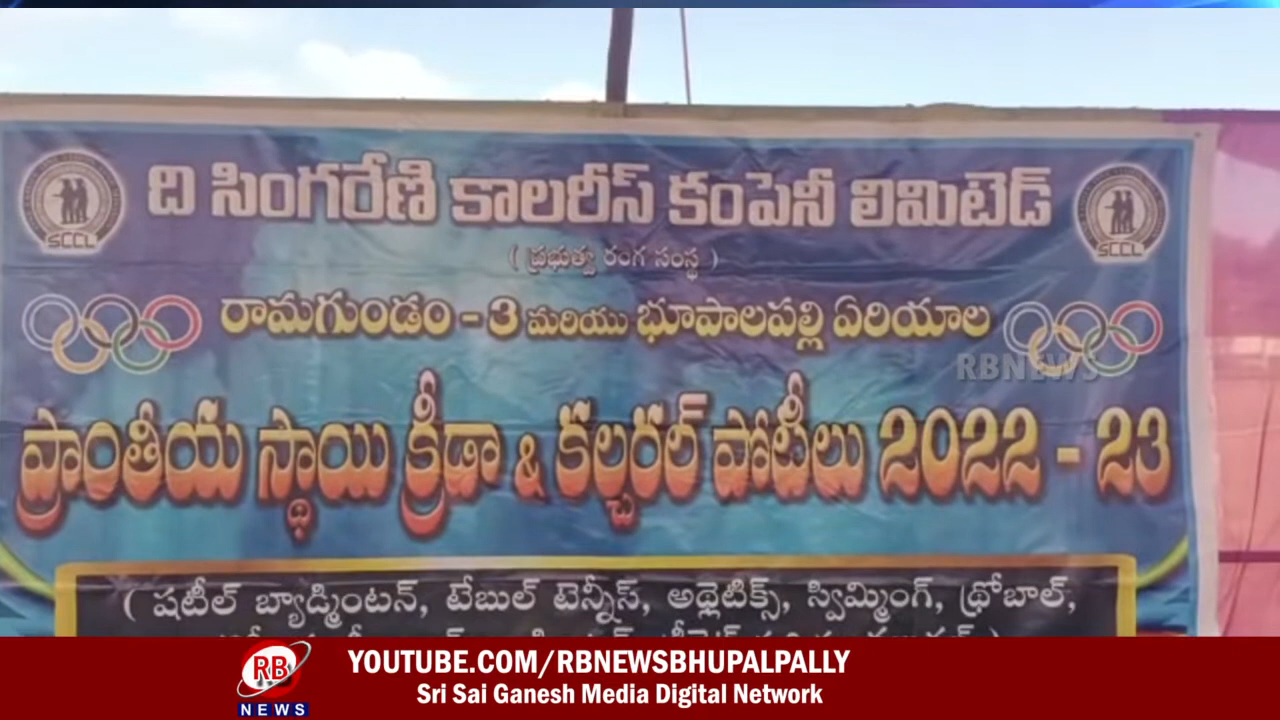 ది సింగరేణి కాలరీస్ కంపెనీ లిమిటెడ్
SCCL
SCCL
( ప్రభుత్వ రంగ సంస్థ )
రామగుండం - 3 మరియు భూపాలపల్లి ఏరియాల
RBNEWS
ప్రాంతీయ స్థాయి క్రీడా & కల్చరల్ పోటీలు 2022 - 23
( షటీల్ బ్యాడ్మింటన్, టేబుల్ టెన్నీస్, అథ్లెటిక్స్, స్విమ్మింగ్, థ్రోబాల్,
RB
NEWS
YOUTUBE.COM/RBNEWSBHUPALPALLY
Sri Sai Ganesh Media Digital Network